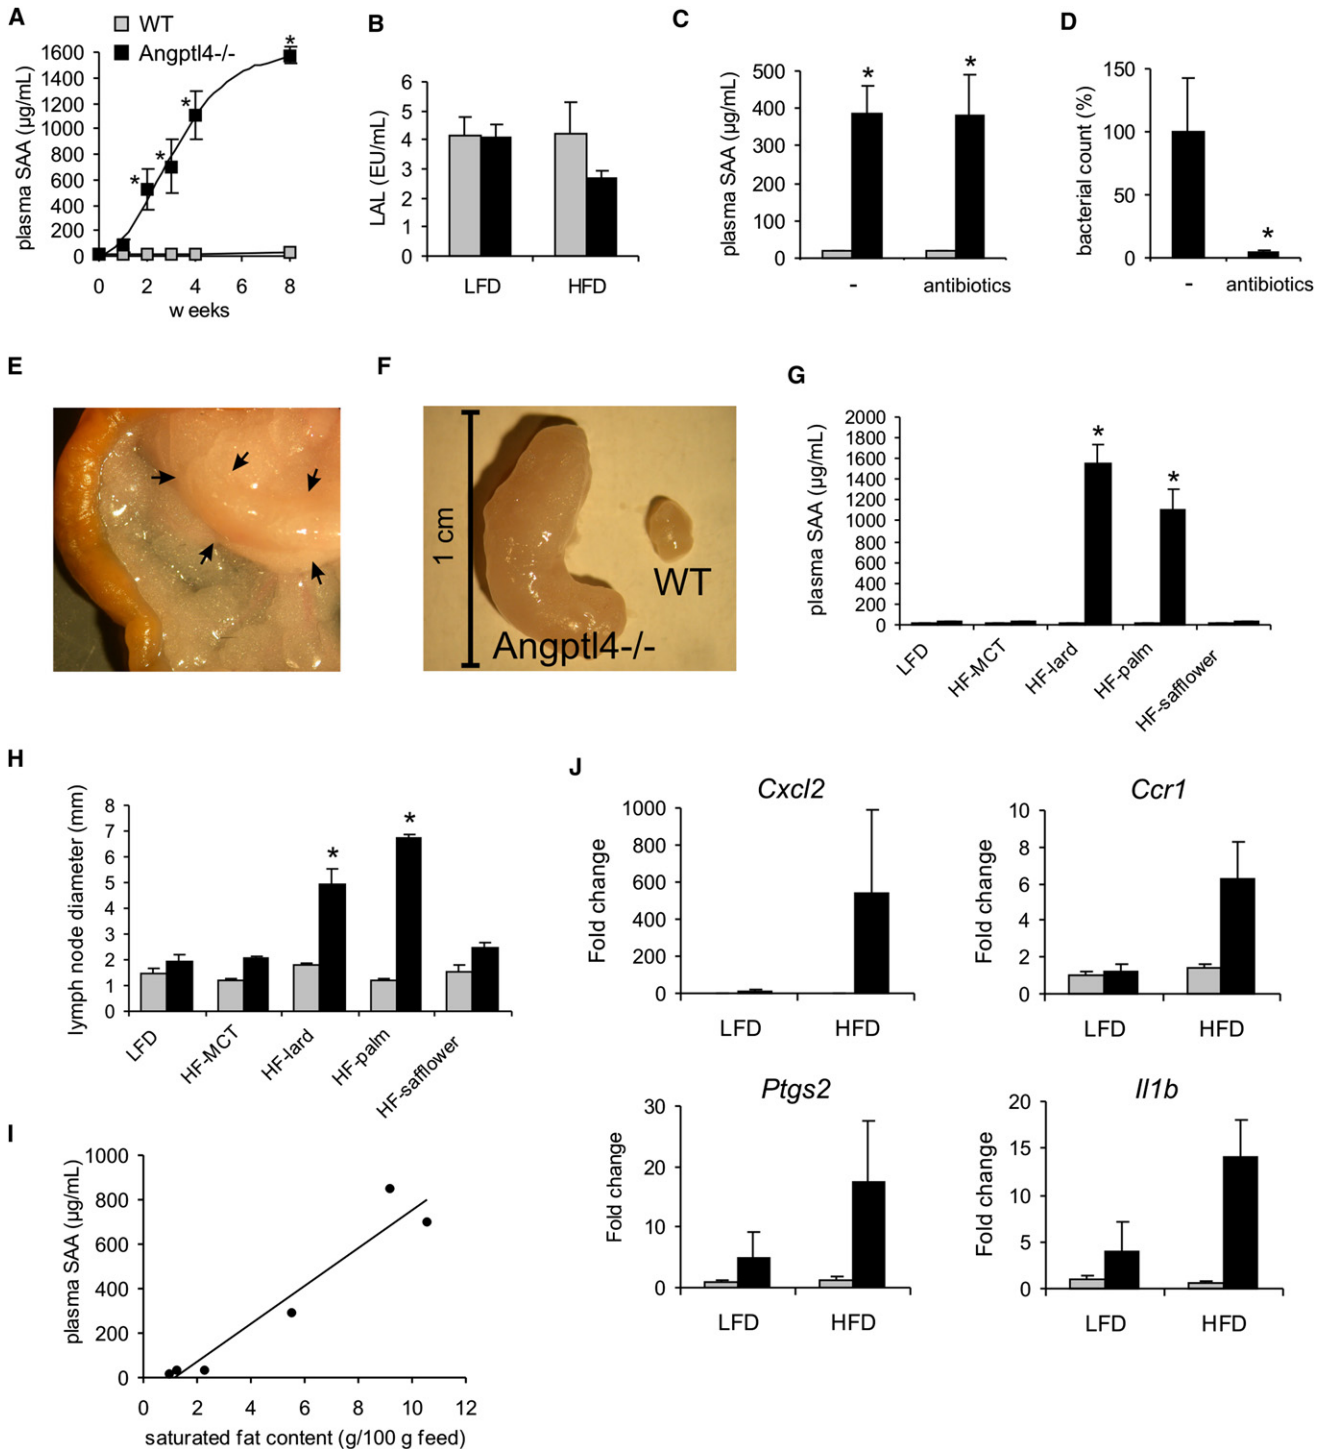 A
WT
Angptl4-/-
plasma SAA (µg/mL)
1600
1400
1200
1000
800
600
400
200
0
*
*
*
*
0 2 4 6 8
w eeks
B
LAL (EU/mL)
6
5
4
3
2
1
0
LFD HFD
C
plasma SAA (µg/mL)
500
400
300
200
100
0
* *
- antibiotics
D
bacterial count (%)
150
100
50
0
*
- antibiotics
E
F
1 cm
WT
Angptl4-/-
G
plasma SAA (µg/mL)
2000
1800
1600
1400
1200
1000
800
600
400
200
0
* *
LFD
HF-MCT
HF-lard
HF-palm
HF-safflower
H
lymph node diameter (mm)
8
7
6
5
4
3
2
1
0
* *
LFD
HF-MCT
HF-lard
HF-palm
HF-safflower
I
plasma SAA (µg/mL)
1000
800
600
400
200
0
0 2 4 6 8 10 12
saturated fat content (g/100 g feed)
J
Cxcl2
Fold change
1000
800
600
400
200
0
LFD HFD
Ccr1
Fold change
10
8
6
4
2
0
LFD HFD
Ptgs2
Fold change
30
20
10
0
LFD HFD
Il1b
Fold change
20
15
10
5
0
LFD HFD